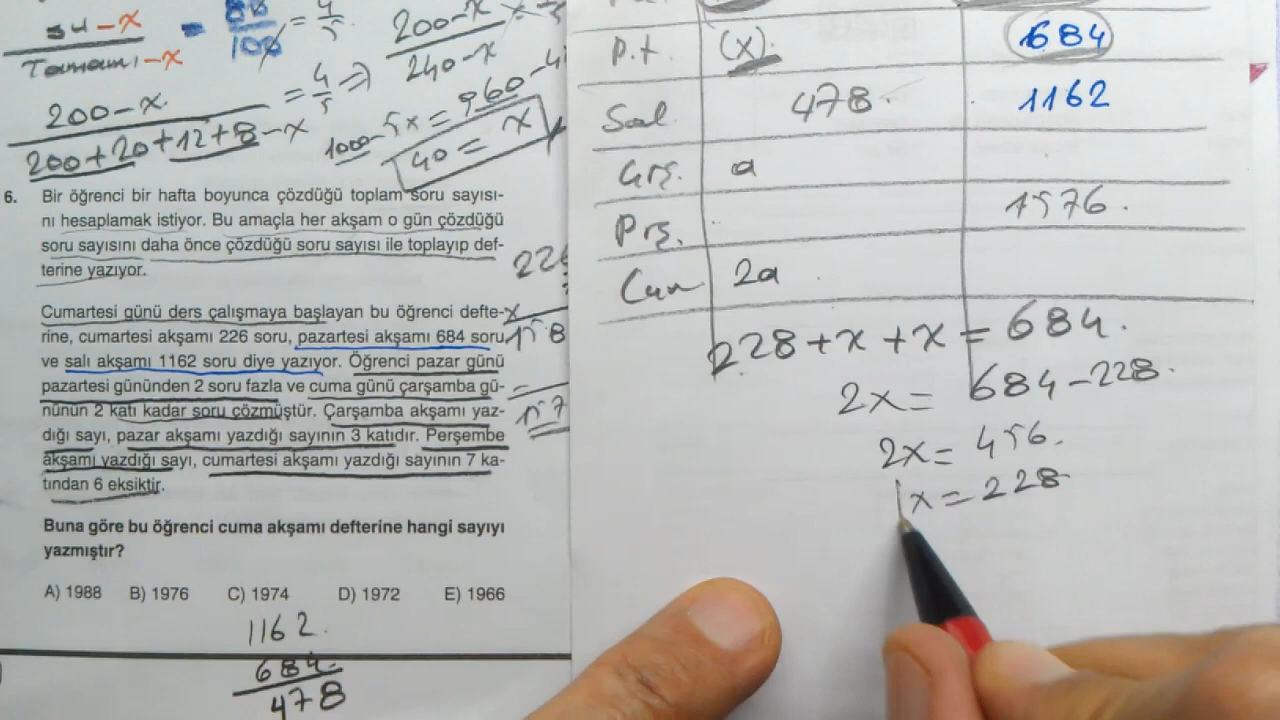 su -x
Tamamı -x
= 80/100 = 4/5
200-x
240-x
200-x.
200+20+12+8-x
= 4/5 ⇒
1000-5x = 960-4
40 = x
6. Bir öğrenci bir hafta boyunca çözdüğü toplam soru sayısı-
nı hesaplamak istiyor. Bu amaçla her akşam o gün çözdüğü
soru sayısını daha önce çözdüğü soru sayısı ile toplayıp def-
terine yazıyor.
Cumartesi günü ders çalışmaya başlayan bu öğrenci defte-
rine, cumartesi akşamı 226 soru, pazartesi akşamı 684 soru
ve salı akşamı 1162 soru diye yazıyor. Öğrenci pazar günü
pazartesi gününden 2 soru fazla ve cuma günü çarşamba gü-
nünün 2 katı kadar soru çözmüştür. Çarşamba akşamı yaz-
dığı sayı, pazar akşamı yazdığı sayının 3 katıdır. Perşembe
akşamı yazdığı sayı, cumartesi akşamı yazdığı sayının 7 ka-
tından 6 eksiktir.
Buna göre bu öğrenci cuma akşamı defterine hangi sayıyı
yazmıştır?
A) 1988 B) 1976 C) 1974 D) 1972 E) 1966
1162.
684.
478
226
x
158
=
157
P.t. (x). 684
Sal. 478. 1162
Çrş. a
Prş. 1576.
Cum 2a
228+x+x = 684.
2x = 684-228.
2x = 456.
x = 228